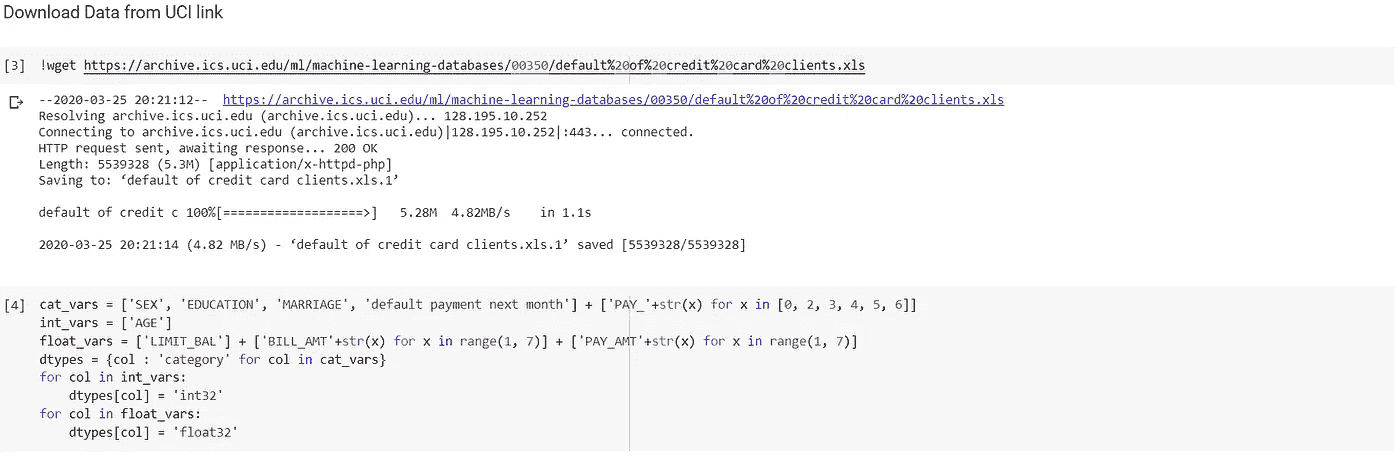 Download Data from UCI link
[3] !wget https://archive.ics.uci.edu/ml/machine-learning-databases/00350/default%20of%20credit%20card%20clients.xls
--2020-03-25 20:21:12-- https://archive.ics.uci.edu/ml/machine-learning-databases/00350/default%20of%20credit%20card%20clients.xls
Resolving archive.ics.uci.edu (archive.ics.uci.edu)... 128.195.10.252
Connecting to archive.ics.uci.edu (archive.ics.uci.edu)|128.195.10.252|:443... connected.
HTTP request sent, awaiting response... 200 OK
Length: 5539328 (5.3M) [application/x-httpd-php]
Saving to: ‘default of credit card clients.xls.1’
default of credit c 100%[===================>] 5.28M 4.82MB/s in 1.1s
2020-03-25 20:21:14 (4.82 MB/s) - ‘default of credit card clients.xls.1’ saved [5539328/5539328]
[4] cat_vars = ['SEX', 'EDUCATION', 'MARRIAGE', 'default payment next month'] + ['PAY_'+str(x) for x in [0, 2, 3, 4, 5, 6]]
int_vars = ['AGE']
float_vars = ['LIMIT_BAL'] + ['BILL_AMT'+str(x) for x in range(1, 7)] + ['PAY_AMT'+str(x) for x in range(1, 7)]
dtypes = {col : 'category' for col in cat_vars}
for col in int_vars:
    dtypes[col] = 'int32'
for col in float_vars:
    dtypes[col] = 'float32'